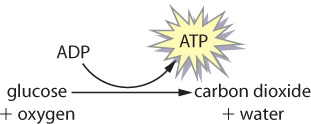 ATP
ADP
glucose
+ oxygen
carbon dioxide
+ water